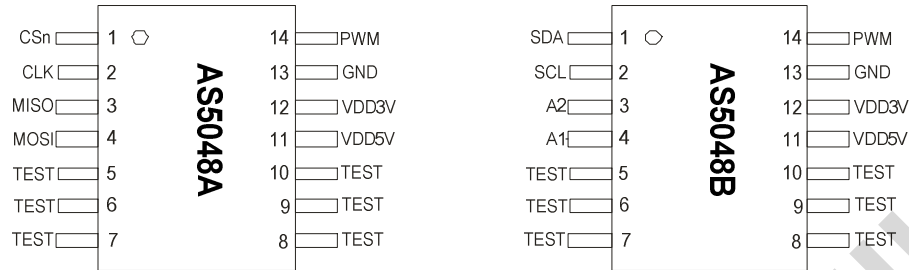 CSn 1 14 PWM
CLK 2 13 GND
MISO 3 12 VDD3V
MOSI 4 11 VDD5V
TEST 5 10 TEST
TEST 6 9 TEST
TEST 7 8 TEST
AS5048A
SDA 1 14 PWM
SCL 2 13 GND
A2 3 12 VDD3V
A1 4 11 VDD5V
TEST 5 10 TEST
TEST 6 9 TEST
TEST 7 8 TEST
AS5048B